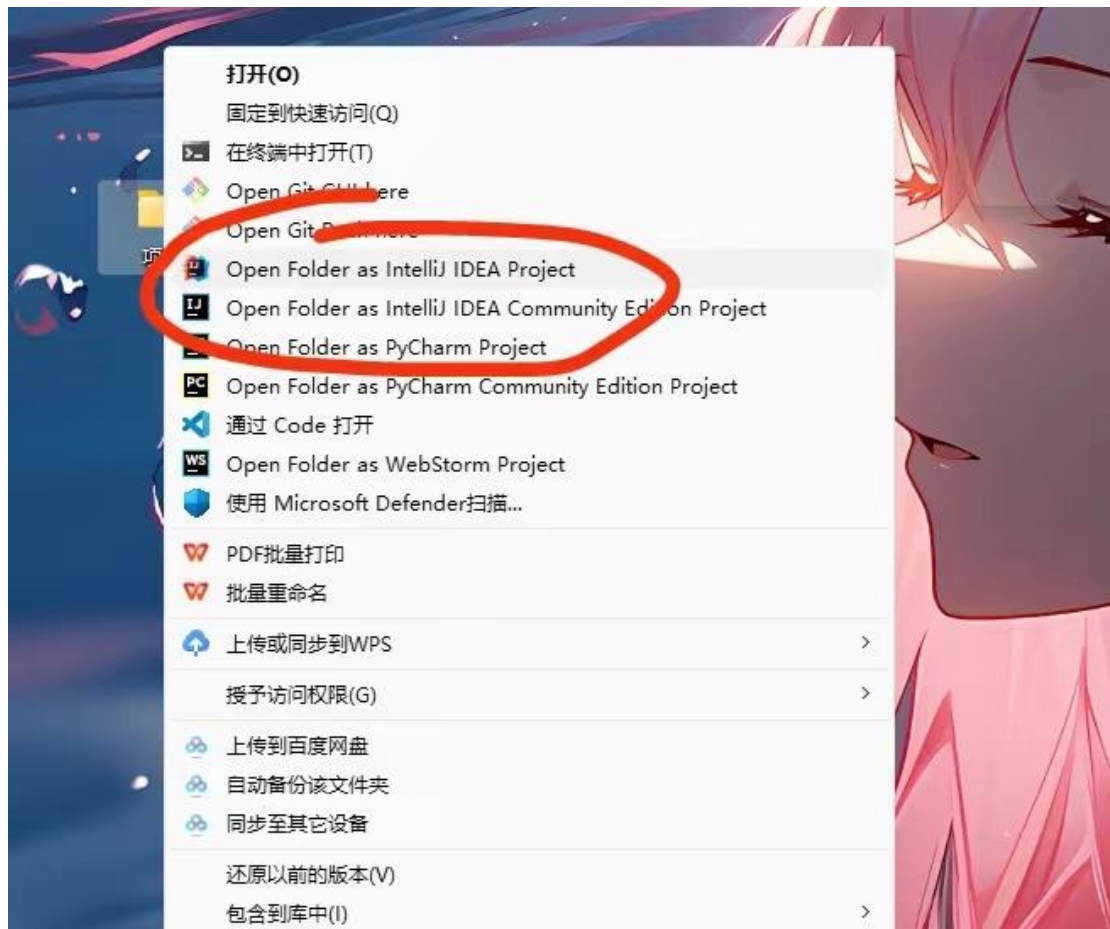 打开(O)
固定到快速访问(Q)
在终端中打开(T)
Open Git GUI here
Open Git here
Open Folder as IntelliJ IDEA Project
Open Folder as IntelliJ IDEA Community Edition Project
Open Folder as PyCharm Project
PC Open Folder as PyCharm Community Edition Project
通过 Code 打开
WS Open Folder as WebStorm Project
使用 Microsoft Defender扫描...
PDF批量打印
批量重命名
上传或同步到WPS
授予访问权限(G)
上传到百度网盘
自动备份该文件夹
同步至其它设备
还原以前的版本(V)
包含到库中(I)
项